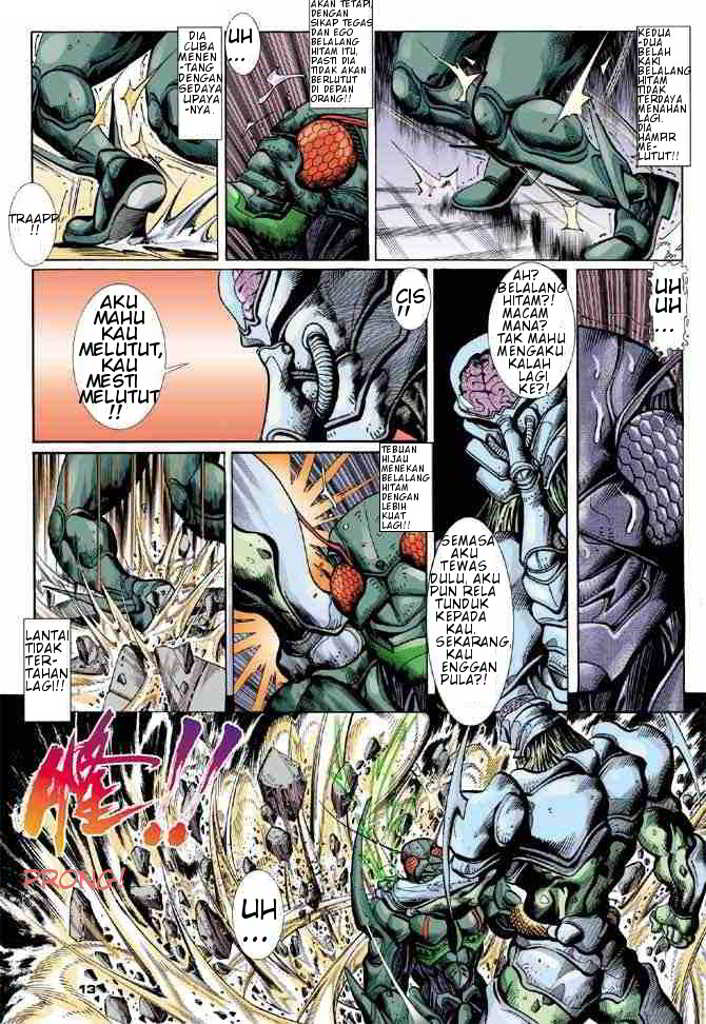 DIA
CUBA
MENEN
-TANG
DENGAN
SEDAYA
UPAYA
-NYA.
UH
...
AKAN TETAPI,
DENGAN
SIKAP TEGAS
DAN EGO
BELALANG
HITAM ITU,
PASTI DIA
TIDAK AKAN
BERLUTUT
DI DEPAN
ORANG!!
KEDUA
-DUA
BELAH
KAKI
BELALANG
HITAM
TIDAK
TERDAYA
MENAHAN
LAGI.
DIA
HAMPIR
ME-
LUTUT!!
TRAAPP
!!
AKU
MAHU
KAU
MELUTUT,
KAU
MESTI
MELUTUT
!!
CIS
!!
AH?
BELALANG
HITAM?!
MACAM
MANA?
TAK MAHU
MENGAKU
KALAH
LAGI
KE?!
UH
UH
...
TEBUAN
HIJAU
MENEKAN
BELALANG
HITAM
DENGAN
LEBIH
KUAT
LAGI!!
SEMASA
AKU
TEWAS
DULU, AKU
PUN RELA
TUNDUK
KEPADA
KAU.
SEKARANG,
KAU
ENGGAN
PULA?!
LANTAI
TIDAK
TER-
TAHAN
LAGI!!
PRONG!
UH
...
13